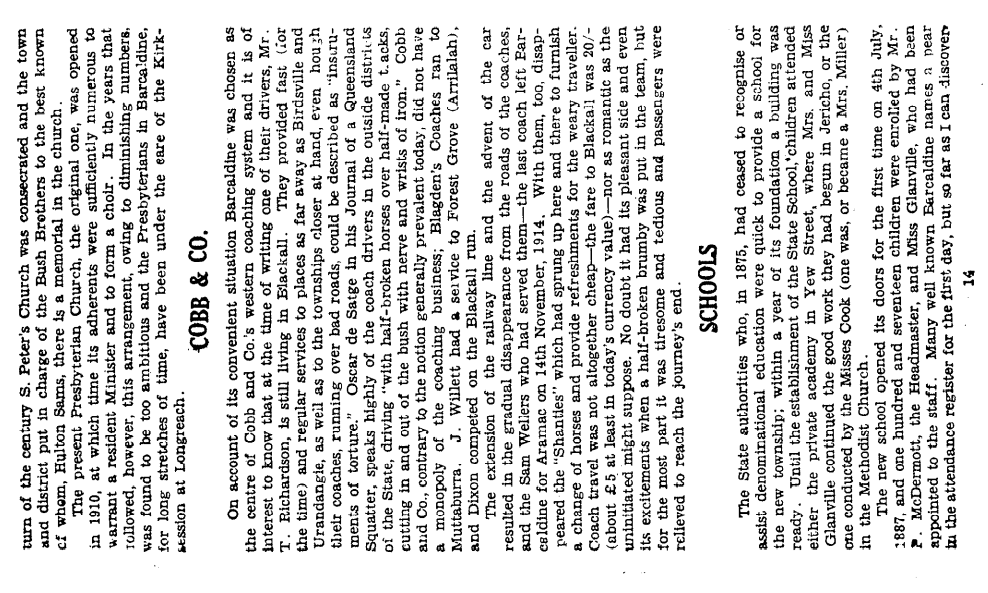 turn of the century S. Peter's Church was consecrated and the town
and district put in charge of the Bush Brothers to the best known
cf whom, Hulton Sams, there is a memorial in the church.
The present Presbyterian Church, the original one, was opened
in 1910, at which time its adherents were sufficiently numerous to
warrant a resident Minister and to form a choir. In the years that
followed, however, this arrangement, owing to diminishing numbers,
was found to be too ambitious and the Presbyterians in Barcaldine,
for long stretches of time, have been under the care of the Kirk-
session at Longreach.
COBB & CO.
On account of its convenient situation Barcaldine was chosen as
the centre of Cobb and Co.'s western coaching system and it is of
interest to know that at the time of writing one of their drivers, Mr.
T. Richardson, is still living in Blackall. They provided fast (for
the time) and regular services to places as far away as Birdsville and
Urandangie, as well as to the townships closer at hand, even though
their coaches, running over bad roads, could be described as "instru-
ments of torture." Oscar de Satge in his Journal of a Queensland
Squatter, speaks highly of the coach drivers in the outside districts
of the State, driving "with half-broken horses over half-made tracks,
cutting in and out of the bush with nerve and wrists of iron." Cobb
and Co., contrary to the notion generally prevalent today, did not have
a monopoly of the coaching business; Blagden's Coaches ran to
Muttaburra. J. Willett had a service to Forest Grove (Arrilalah),
and Dixon competed on the Blackall run.
The extension of the railway line and the advent of the car
resulted in the gradual disappearance from the roads of the coaches,
and the Sam Wellers who had served them—the last coach left Bar-
caldine for Aramac on 14th November, 1914. With them, too, disap-
peared the "Shanties" which had sprung up here and there to furnish
a change of horses and provide refreshments for the weary traveller.
Coach travel was not altogether cheap—the fare to Blackall was 20/-
(about £5 at least in today's currency value)—nor as romantic as the
uninitiated might suppose. No doubt it had its pleasant side and even
its excitements when a half-broken brumby was put in the team, but
for the most part it was tiresome and tedious and passengers were
relieved to reach the journey's end.
SCHOOLS
The State authorities who, in 1875, had ceased to recognise or
assist denominational education were quick to provide a school for
the new township; within a year of its foundation a building was
ready. Until the establishment of the State School, children attended
either the private academy in Yew Street, where Mrs. and Miss
Glanville continued the good work they had begun in Jericho, or the
one conducted by the Misses Cook (one was, or became a Mrs. Miller)
in the Methodist Church.
The new school opened its doors for the first time on 4th July,
1887, and one hundred and seventeen children were enrolled by Mr.
P. McDermott, the Headmaster, and Miss Glanville, who had been
appointed to the staff. Many well known Barcaldine names appear
in the attendance register for the first day, but so far as I can discover
14